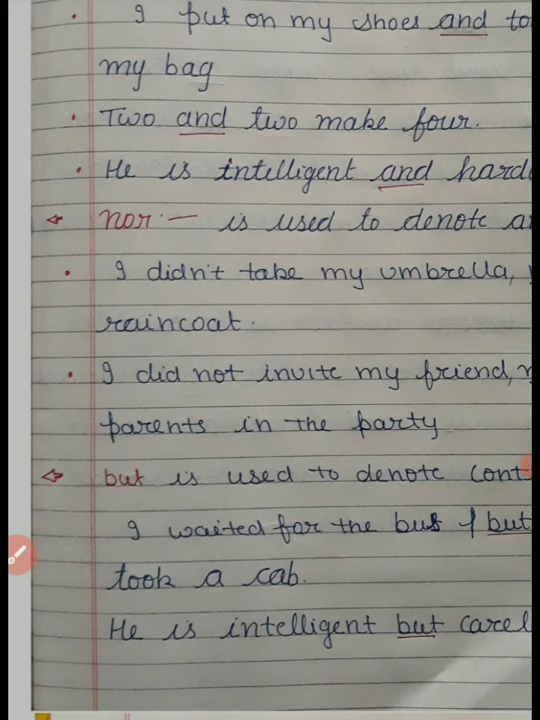 • I put on my shoes and to
my bag
• Two and two make four.
• He is intelligent and hard
nor :— is used to denote a
• I didn't take my umbrella,
raincoat.
• I did not invite my friend, n
parents in the party
but is used to denote cont
I waited for the bus but
took a cab.
He is intelligent but carel